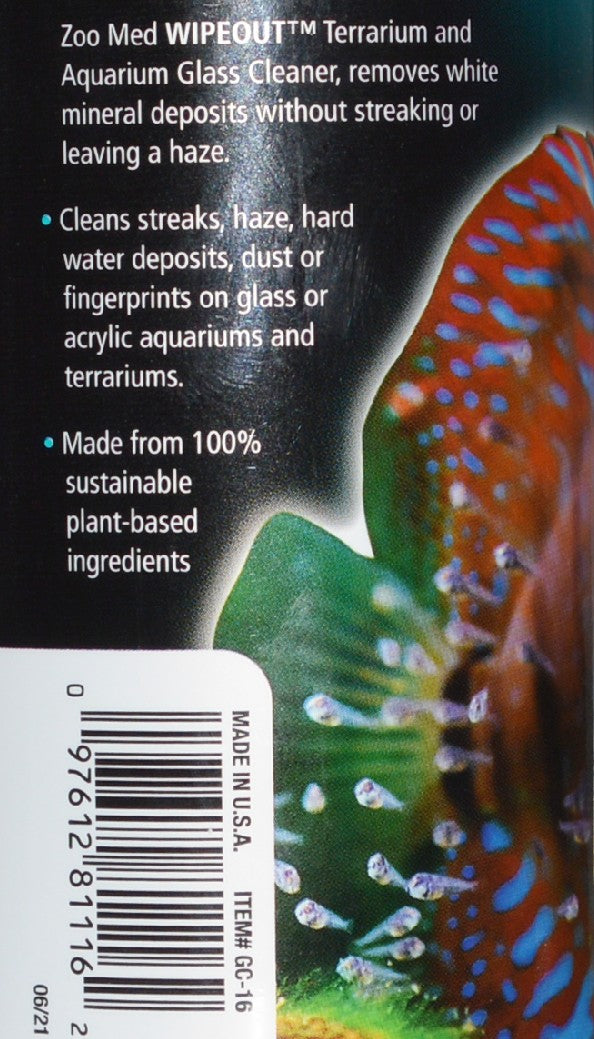 Zoo Med WIPEOUT™ Terrarium and
Aquarium Glass Cleaner, removes white
mineral deposits without streaking or
leaving a haze.
• Cleans streaks, haze, hard
water deposits, dust or
fingerprints on glass or
acrylic aquariums and
terrariums.
• Made from 100%
sustainable
plant-based
ingredients
MADE IN U.S.A. ITEM# GC-16
0 97612 81116 2
06/21